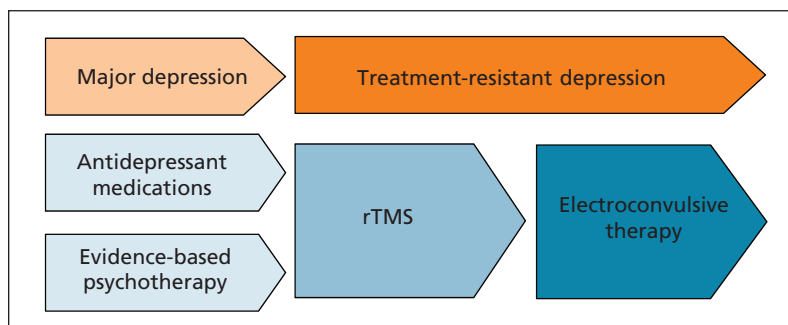 Major depression
Treatment-resistant depression
Antidepressant
medications
rTMS
Electroconvulsive
therapy
Evidence-based
psychotherapy